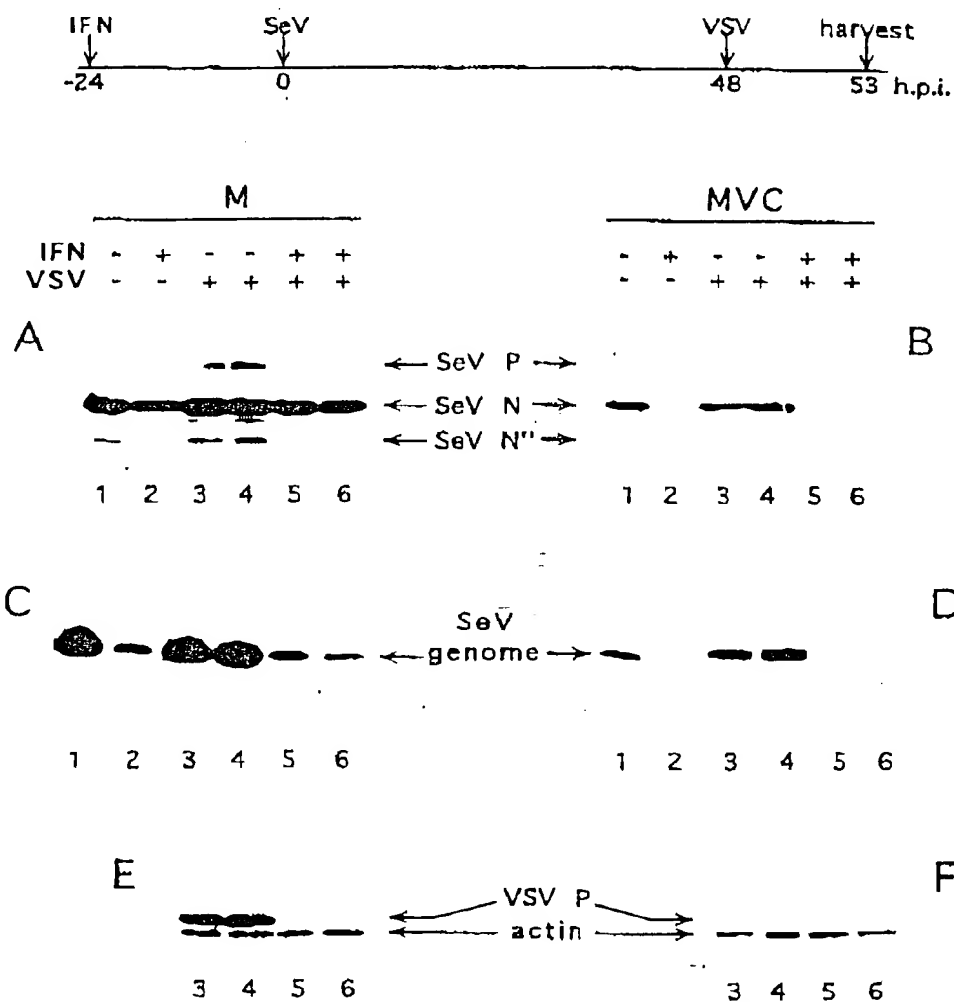 IFN SeV VSV harvest
-24 0 48 53 h.p.i.
M MVC
IFN - + - - + + - + - - + +
VSV - - + + + + - - + + + +
A SeV P B
SeV N
SeV N"
1 2 3 4 5 6 1 2 3 4 5 6
C SeV D
genome
1 2 3 4 5 6 1 2 3 4 5 6
E VSV P F
actin
3 4 5 6 3 4 5 6